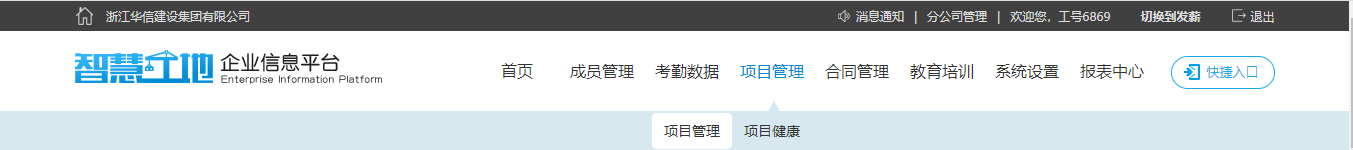 浙江华信建设集团有限公司 消息通知 | 分公司管理 | 欢迎您，工号6869 切换到发薪 退出
智慧工地 企业信息平台 首页 成员管理 考勤数据 项目管理 合同管理 教育培训 系统设置 报表中心 快捷入口
Enterprise Information Platform
项目管理 项目健康